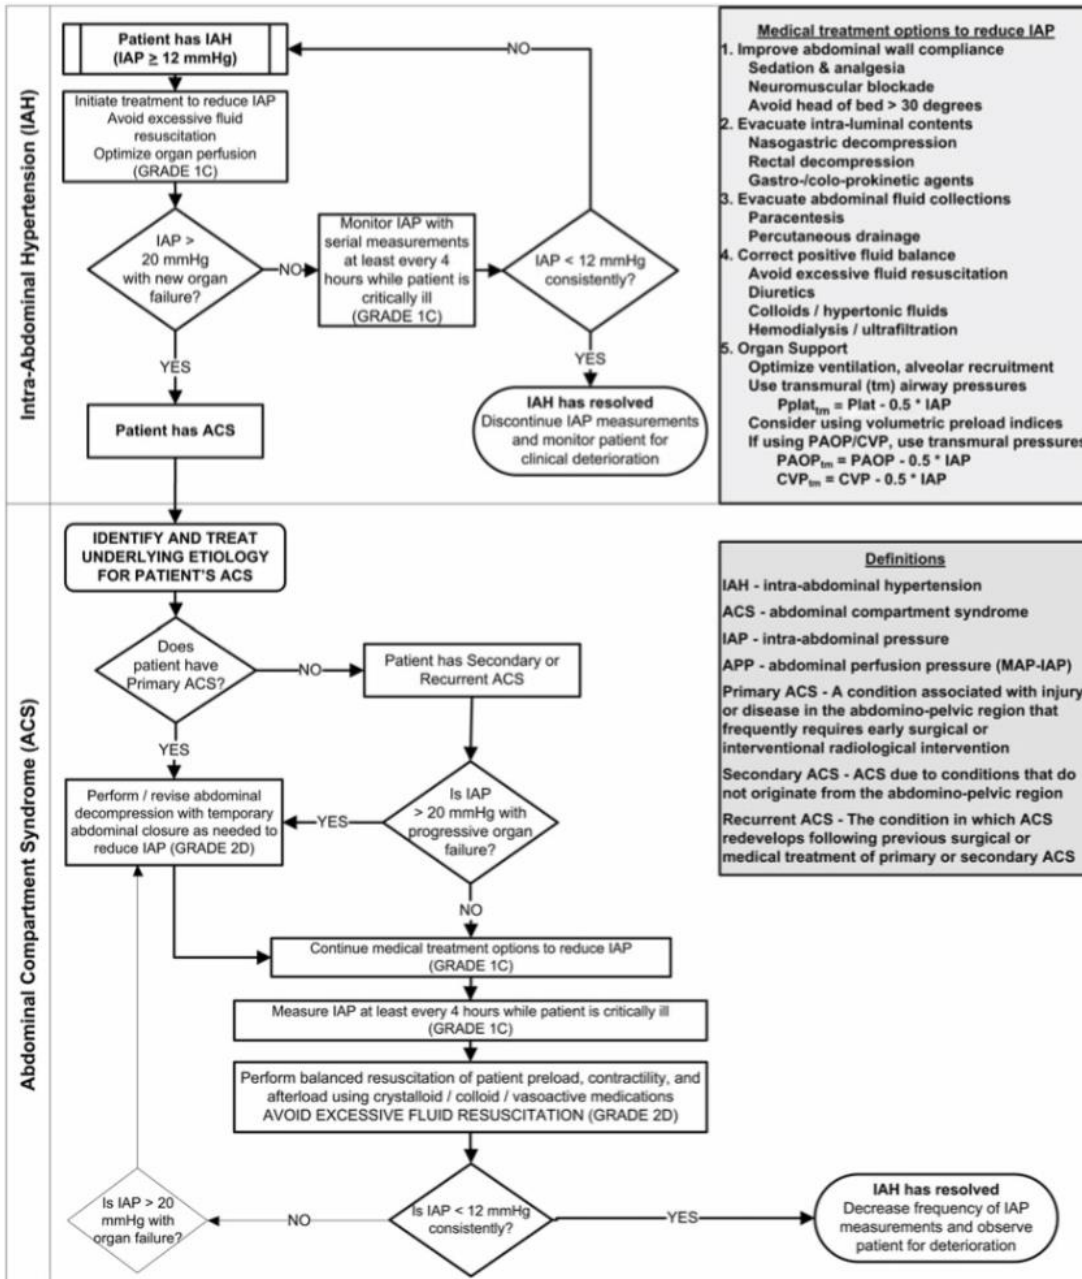 Intra-Abdominal Hypertension (IAH)
Patient has IAH
(IAP ≥ 12 mmHg)
Initiate treatment to reduce IAP
Avoid excessive fluid
resuscitation
Optimize organ perfusion
(GRADE 1C)
IAP >
20 mmHg
with new organ
failure?
NO
Monitor IAP with
serial measurements
at least every 4
hours while patient is
critically ill
(GRADE 1C)
IAP < 12 mmHg
consistently?
NO
YES
IAH has resolved
Discontinue IAP measurements
and monitor patient for
clinical deterioration
YES
Patient has ACS
Medical treatment options to reduce IAP
1. Improve abdominal wall compliance
Sedation & analgesia
Neuromuscular blockade
Avoid head of bed > 30 degrees
2. Evacuate intra-luminal contents
Nasogastric decompression
Rectal decompression
Gastro-/colo-prokinetic agents
3. Evacuate abdominal fluid collections
Paracentesis
Percutaneous drainage
4. Correct positive fluid balance
Avoid excessive fluid resuscitation
Diuretics
Colloids / hypertonic fluids
Hemodialysis / ultrafiltration
5. Organ Support
Optimize ventilation, alveolar recruitment
Use transmural (tm) airway pressures
Pplattm = Plat - 0.5 * IAP
Consider using volumetric preload indices
If using PAOP/CVP, use transmural pressures
PAOPtm = PAOP - 0.5 * IAP
CVPtm = CVP - 0.5 * IAP
Abdominal Compartment Syndrome (ACS)
IDENTIFY AND TREAT
UNDERLYING ETIOLOGY
FOR PATIENT'S ACS
Does
patient have
Primary ACS?
NO
Patient has Secondary or
Recurrent ACS
YES
Perform / revise abdominal
decompression with temporary
abdominal closure as needed to
reduce IAP (GRADE 2D)
YES
Is IAP
> 20 mmHg with
progressive organ
failure?
NO
Continue medical treatment options to reduce IAP
(GRADE 1C)
Measure IAP at least every 4 hours while patient is critically ill
(GRADE 1C)
Perform balanced resuscitation of patient preload, contractility, and
afterload using crystalloid / colloid / vasoactive medications
AVOID EXCESSIVE FLUID RESUSCITATION (GRADE 2D)
Is IAP > 20
mmHg with
organ failure?
NO
Is IAP < 12 mmHg
consistently?
YES
IAH has resolved
Decrease frequency of IAP
measurements and observe
patient for deterioration
Definitions
IAH - intra-abdominal hypertension
ACS - abdominal compartment syndrome
IAP - intra-abdominal pressure
APP - abdominal perfusion pressure (MAP-IAP)
Primary ACS - A condition associated with injury
or disease in the abdomino-pelvic region that
frequently requires early surgical or
interventional radiological intervention
Secondary ACS - ACS due to conditions that do
not originate from the abdomino-pelvic region
Recurrent ACS - The condition in which ACS
redevelops following previous surgical or
medical treatment of primary or secondary ACS